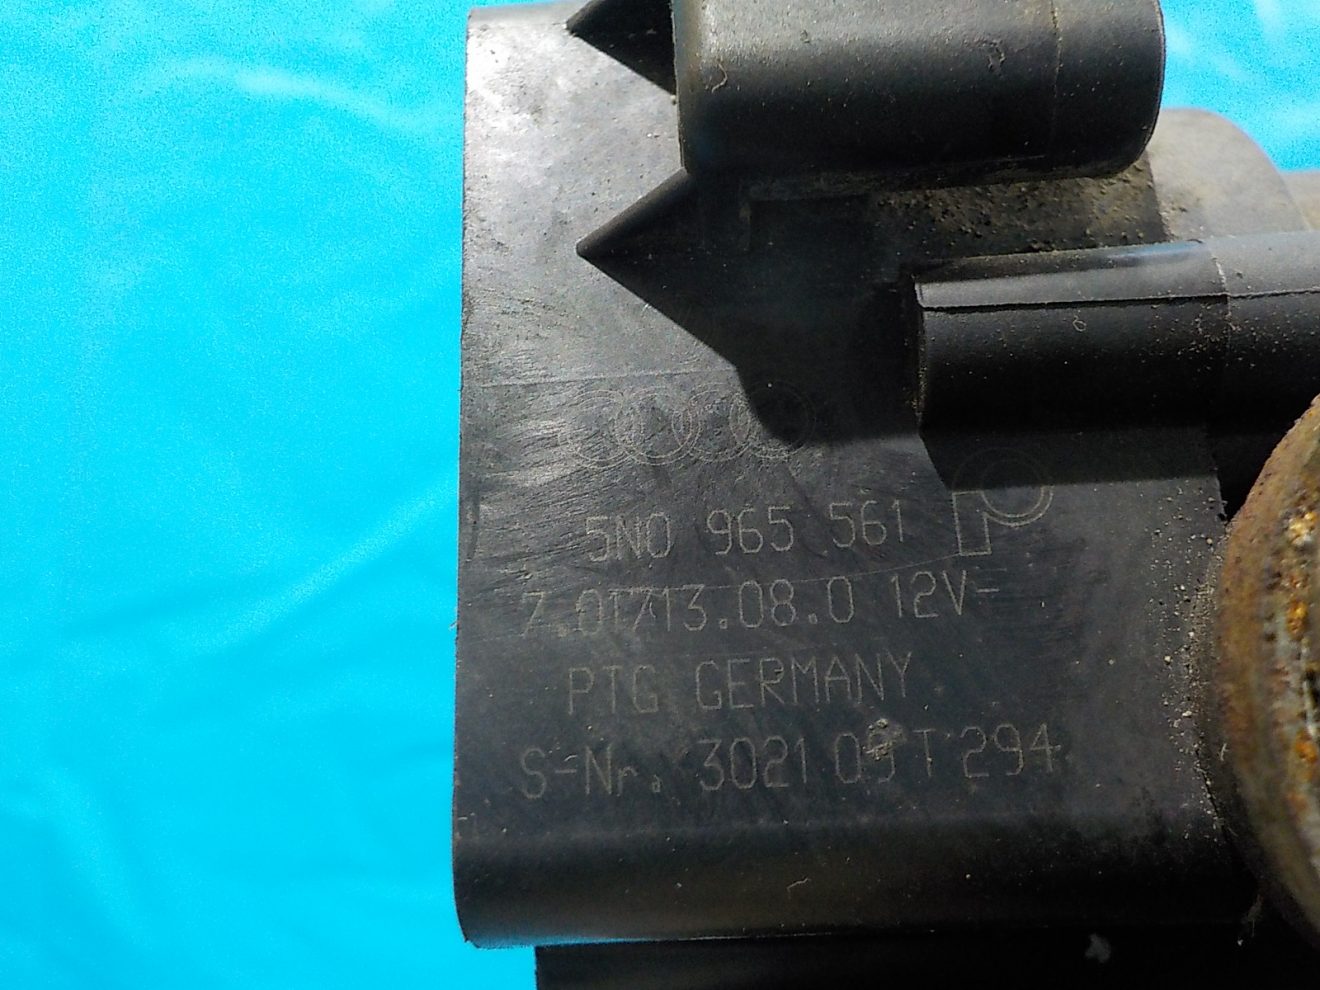 5N0 965 561
7.01713.08.0 12V=
PTG GERMANY
S-Nr. 3021 09 T 294